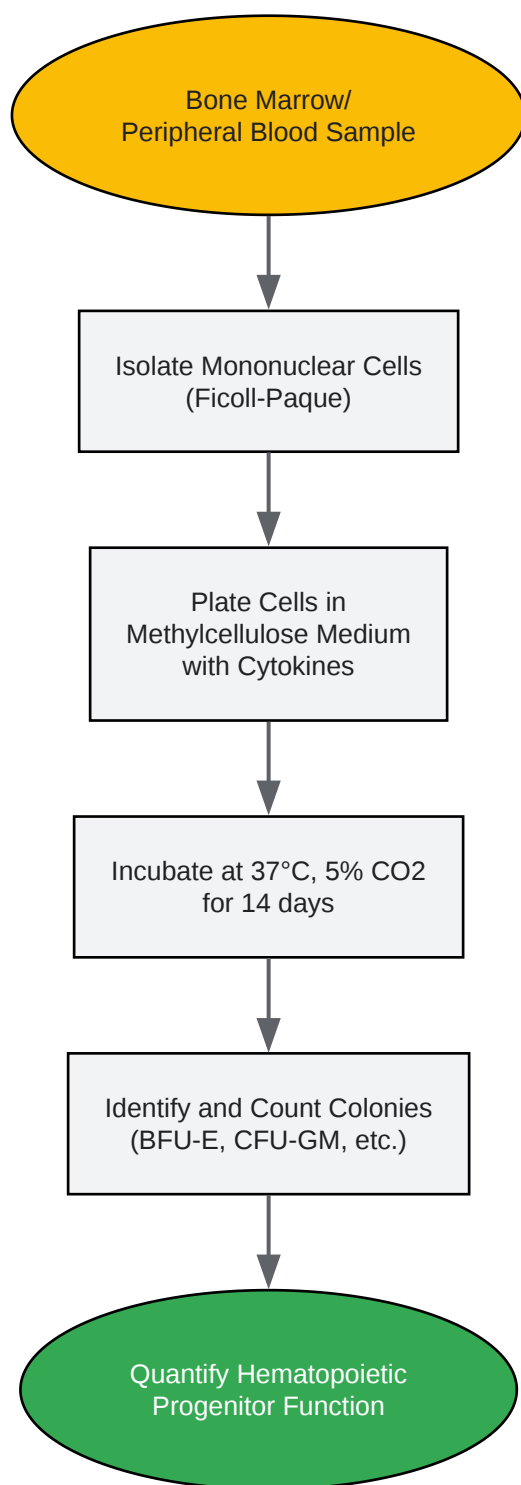 Bone Marrow/
Peripheral Blood Sample
Isolate Mononuclear Cells
(Ficoll-Paque)
Plate Cells in
Methylcellulose Medium
with Cytokines
Incubate at 37°C, 5% CO2
for 14 days
Identify and Count Colonies
(BFU-E, CFU-GM, etc.)
Quantify Hematopoietic
Progenitor Function